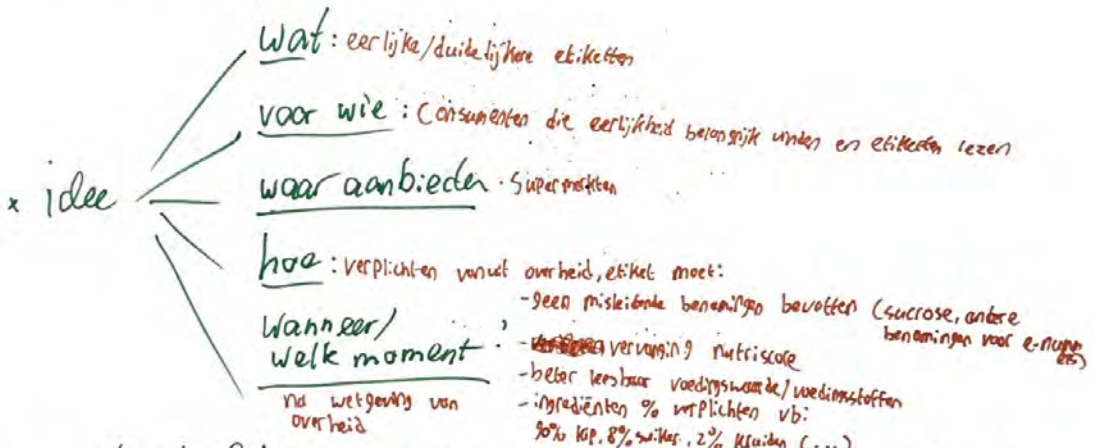 wat: eerlijke/duidelijkere etiketten
voor wie: Consumenten die eerlijkheid belangrijk vinden en etiketten lezen
x idee
waar aanbieden. Supermarkten
hoe: verplichten vanuit overheid, etiket moet:
- geen misleidende benamingen bevatten (sucrose, andere
benamingen voor e-numm
Wanneer/
welk moment:
- vervanging nutriscore
- beter leesbaar voedingswaarde/voedingsstoffen
na wetgeving van
overheid
- ingrediënten % verplichten vb:
90% kip, 8% suiker, 2% kruiden (...)